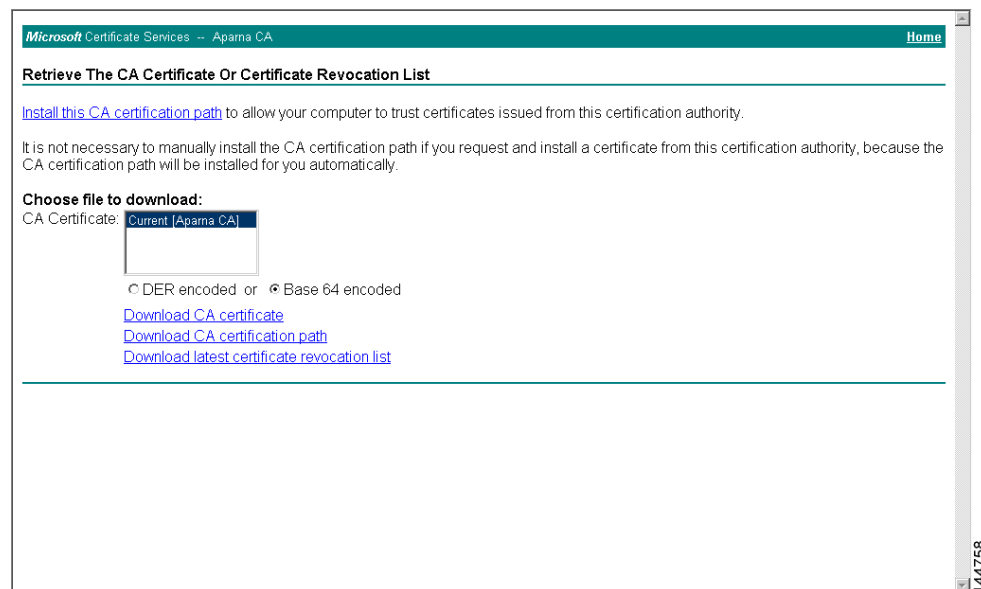 Microsoft Certificate Services -- Aparna CA Home
Retrieve The CA Certificate Or Certificate Revocation List
Install this CA certification path to allow your computer to trust certificates issued from this certification authority.
It is not necessary to manually install the CA certification path if you request and install a certificate from this certification authority, because the
CA certification path will be installed for you automatically.
Choose file to download:
CA Certificate: Current [Aparna CA]
DER encoded or Base 64 encoded
Download CA certificate
Download CA certification path
Download latest certificate revocation list
144758